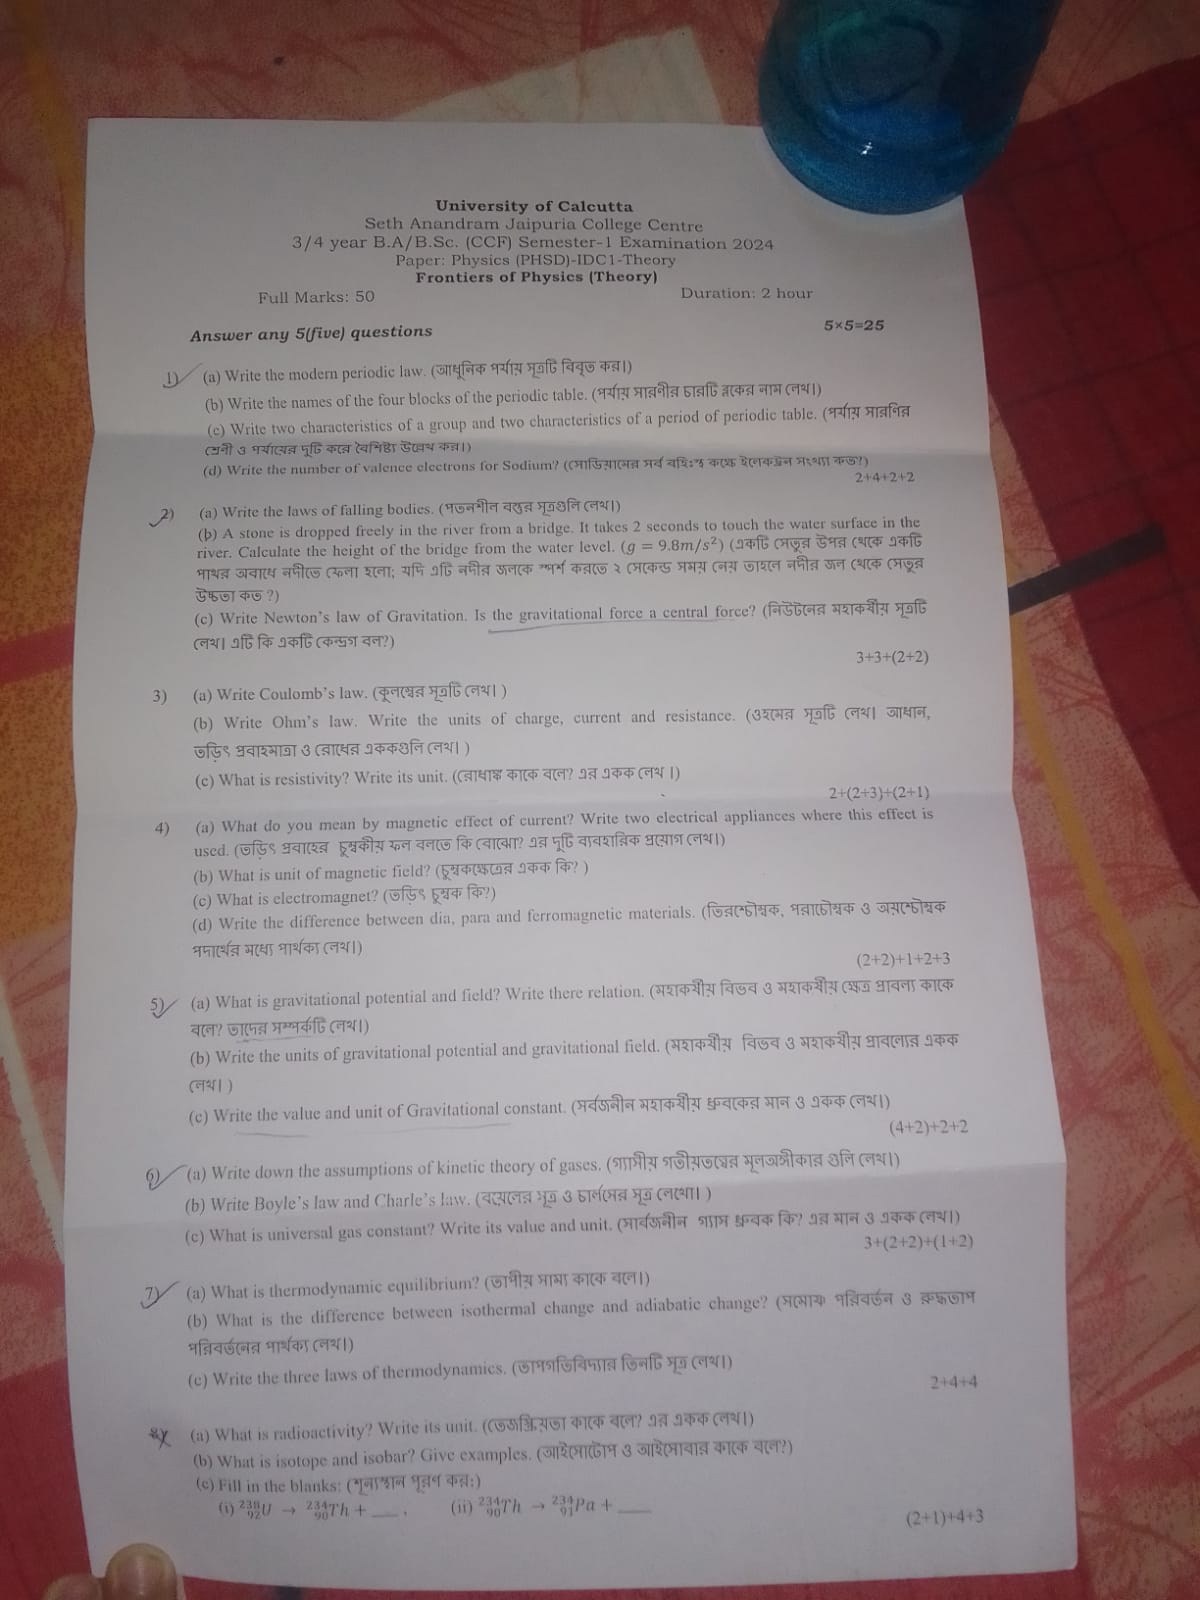 University of Calcutta
Seth Anandram Jaipuria College Centre
3/4 year B.A/B.Sc. (CCF) Semester-1 Examination 2024
Paper: Physics (PHSD)-IDC1-Theory
Frontiers of Physics (Theory)
Full Marks: 50 Duration: 2 hour
Answer any 5(five) questions 5×5=25
1) (a) Write the modern periodic law. (আধুনিক পর্যায় সূত্রটি বিবৃত কর।)
(b) Write the names of the four blocks of the periodic table. (পর্যায় সারনীর চারটি ব্লকের নাম লেখ।)
(c) Write two characteristics of a group and two characteristics of a period of periodic table. (পর্যায় সারনির
শ্রেণী ও পর্যায়ের দুটি করে বৈশিষ্ট্য উল্লেখ কর।)
(d) Write the number of valence electrons for Sodium? (সোডিয়ামের সর্ব বহিঃস্থ কক্ষে ইলেকট্রন সংখ্যা কত?)
2+4+2+2
2) (a) Write the laws of falling bodies. (পতনশীল বস্তুর সূত্রগুলি লেখ।)
(b) A stone is dropped freely in the river from a bridge. It takes 2 seconds to touch the water surface in the
river. Calculate the height of the bridge from the water level. (g = 9.8m/s²) (একটি সেতুর উপর থেকে একটি
পাথর অবাধে নদীতে ফেলা হলো; যদি এটি নদীর জলকে স্পর্শ করতে ২ সেকেন্ড সময় নেয় তাহলে নদীর জল থেকে সেতুর
উচ্চতা কত ?)
(c) Write Newton's law of Gravitation. Is the gravitational force a central force? (নিউটনের মহাকর্ষীয় সূত্রটি
লেখ। এটি কি একটি কেন্দ্রগ বল?)
3+3+(2+2)
3) (a) Write Coulomb's law. (কুলম্বের সূত্রটি লেখ। )
(b) Write Ohm's law. Write the units of charge, current and resistance. (ওহমের সূত্রটি লেখ। আধান,
তড়িৎ প্রবাহমাত্রা ও রোধের এককগুলি লেখ। )
(c) What is resistivity? Write its unit. (রোধাঙ্ক কাকে বলে? এর একক লেখ ।)
2+(2+3)+(2+1)
4) (a) What do you mean by magnetic effect of current? Write two electrical appliances where this effect is
used. (তড়িৎ প্রবাহের চুম্বকীয় ফল বলতে কি বোঝো? এর দুটি ব্যবহারিক প্রয়োগ লেখ।)
(b) What is unit of magnetic field? (চুম্বকক্ষেত্রের একক কি? )
(c) What is electromagnet? (তড়িৎ চুম্বক কি?)
(d) Write the difference between dia, para and ferromagnetic materials. (তিরশ্চৌম্বক, পরাচৌম্বক ও অয়শ্চৌম্বক
পদার্থের মধ্যে পার্থক্য লেখ।)
(2+2)+1+2+3
5) (a) What is gravitational potential and field? Write there relation. (মহাকর্ষীয় বিভব ও মহাকর্ষীয় ক্ষেত্র প্রাবল্য কাকে
বলে? তাদের সম্পর্কটি লেখ।)
(b) Write the units of gravitational potential and gravitational field. (মহাকর্ষীয় বিভব ও মহাকর্ষীয় প্রাবল্যের একক
লেখ। )
(c) Write the value and unit of Gravitational constant. (সর্বজনীন মহাকর্ষীয় ধ্রুবকের মান ও একক লেখ।)
(4+2)+2+2
6) (a) Write down the assumptions of kinetic theory of gases. (গ্যাসীয় গতীয়তত্বের মূলঅঙ্গীকার গুলি লেখ।)
(b) Write Boyle's law and Charle's law. (বয়েলের সূত্র ও চার্লসের সূত্র লেখো। )
(c) What is universal gas constant? Write its value and unit. (সার্বজনীন গ্যাস ধ্রুবক কি? এর মান ও একক লেখ।)
3+(2+2)+(1+2)
7) (a) What is thermodynamic equilibrium? (তাপীয় সাম্য কাকে বলে।)
(b) What is the difference between isothermal change and adiabatic change? (সমোষ্ণ পরিবর্তন ও রুদ্ধতাপ
পরিবর্তনের পার্থক্য লেখ।)
(c) Write the three laws of thermodynamics. (তাপগতিবিদ্যার তিনটি সূত্র লেখ।)
2+4+4
8) (a) What is radioactivity? Write its unit. (তেজস্ক্রিয়তা কাকে বলে? এর একক লেখ।)
(b) What is isotope and isobar? Give examples. (আইসোটোপ ও আইসোবার কাকে বলে?)
(c) Fill in the blanks: (শূন্যস্থান পূরণ কর:)
(i) ²³⁸₉₂U → ²³⁴₉₀Th + ___ . (ii) ²³⁴₉₀Th → ²³⁴₉₁Pa + ___
(2+1)+4+3